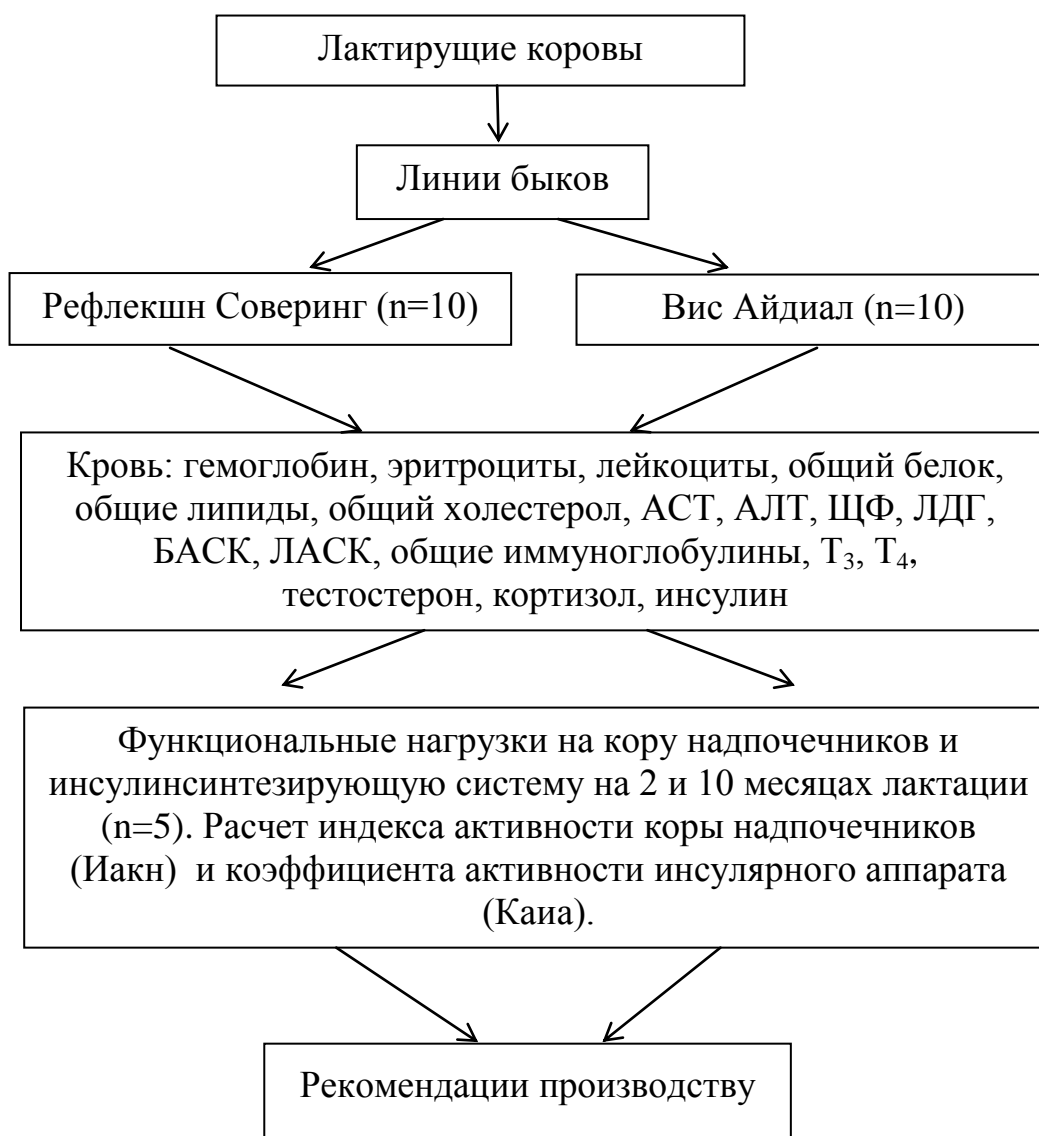 Лактирущие коровы
Линии быков
Рефлекшн Соверинг (n=10)
Вис Айдиал (n=10)
Кровь: гемоглобин, эритроциты, лейкоциты, общий белок,
общие липиды, общий холестерол, АСТ, АЛТ, ЩФ, ЛДГ,
БАСК, ЛАСК, общие иммуноглобулины, Т₃, Т₄,
тестостерон, кортизол, инсулин
Функциональные нагрузки на кору надпочечников и
инсулинсинтезирующую систему на 2 и 10 месяцах лактации
(n=5). Расчет индекса активности коры надпочечников
(Иакн) и коэффициента активности инсулярного аппарата
(Каиа).
Рекомендации производству